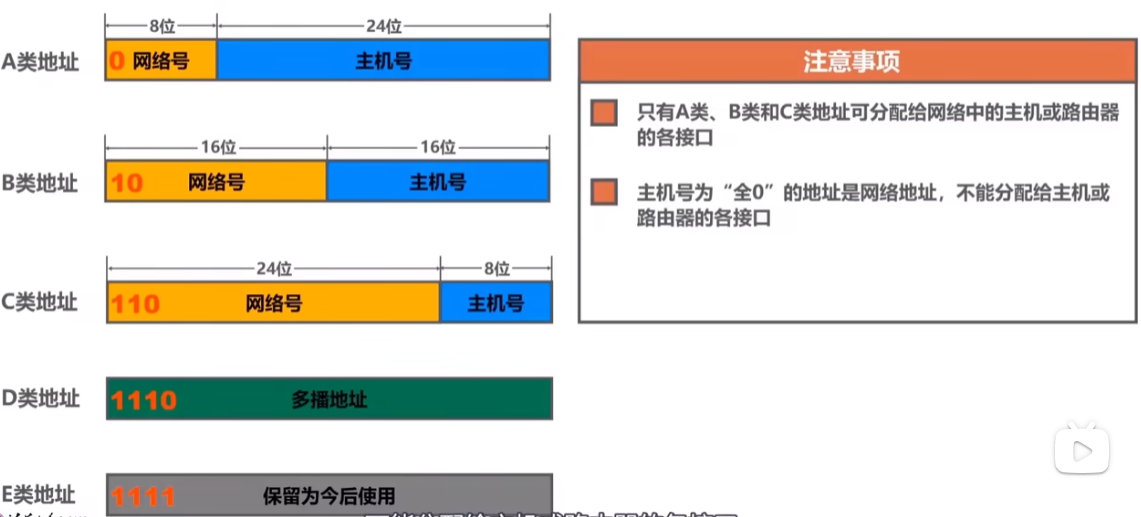 8位 24位
A类地址 0 网络号 主机号
16位 16位
B类地址 10 网络号 主机号
24位 8位
C类地址 110 网络号 主机号
D类地址 1110 多播地址
E类地址 1111 保留为今后使用
注意事项
只有A类、B类和C类地址可分配给网络中的主机或路由器
的各接口
主机号为“全0”的地址是网络地址，不能分配给主机或
路由器的各接口